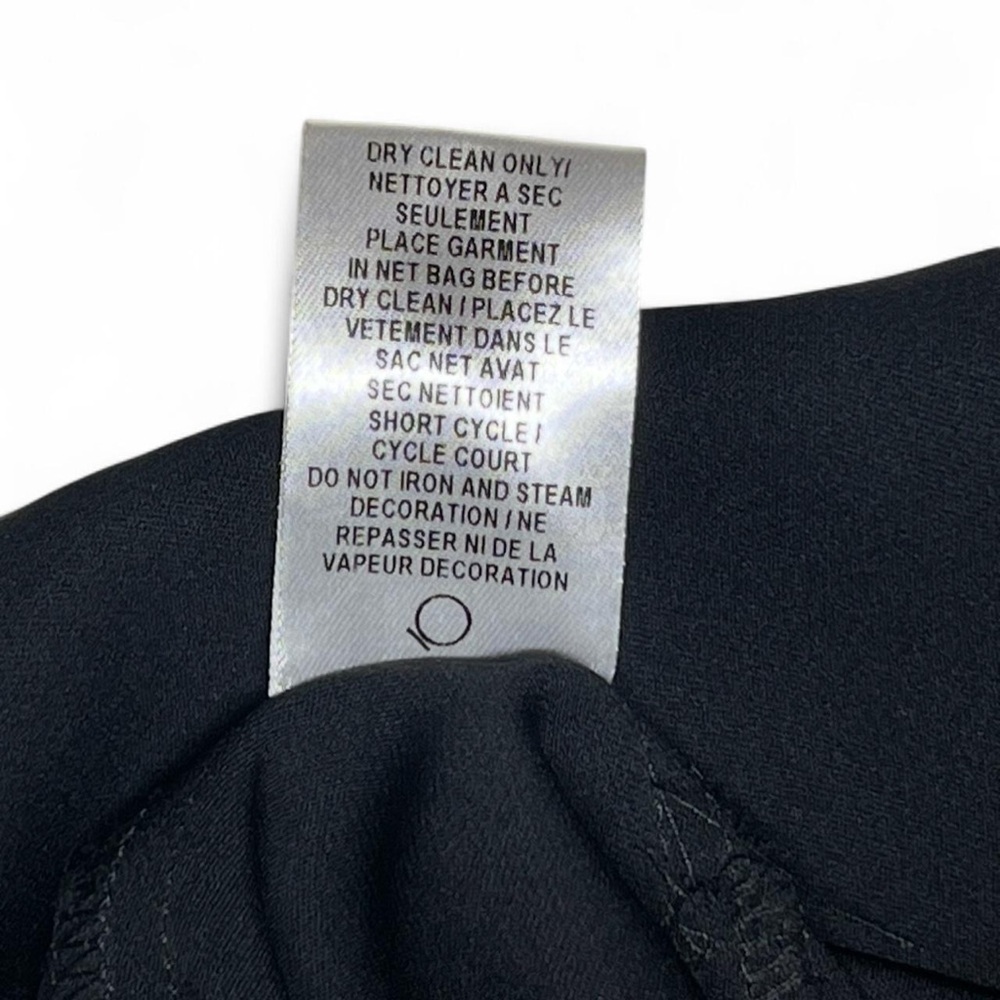 DRY CLEAN ONLY/
NETTOYER A SEC
SEULEMENT
PLACE GARMENT
IN NET BAG BEFORE
DRY CLEAN / PLACEZ LE
VETEMENT DANS LE
SAC NET AVAT
SEC NETTOIENT
SHORT CYCLE /
CYCLE COURT
DO NOT IRON AND STEAM
DECORATION / NE
REPASSER NI DE LA
VAPEUR DECORATION